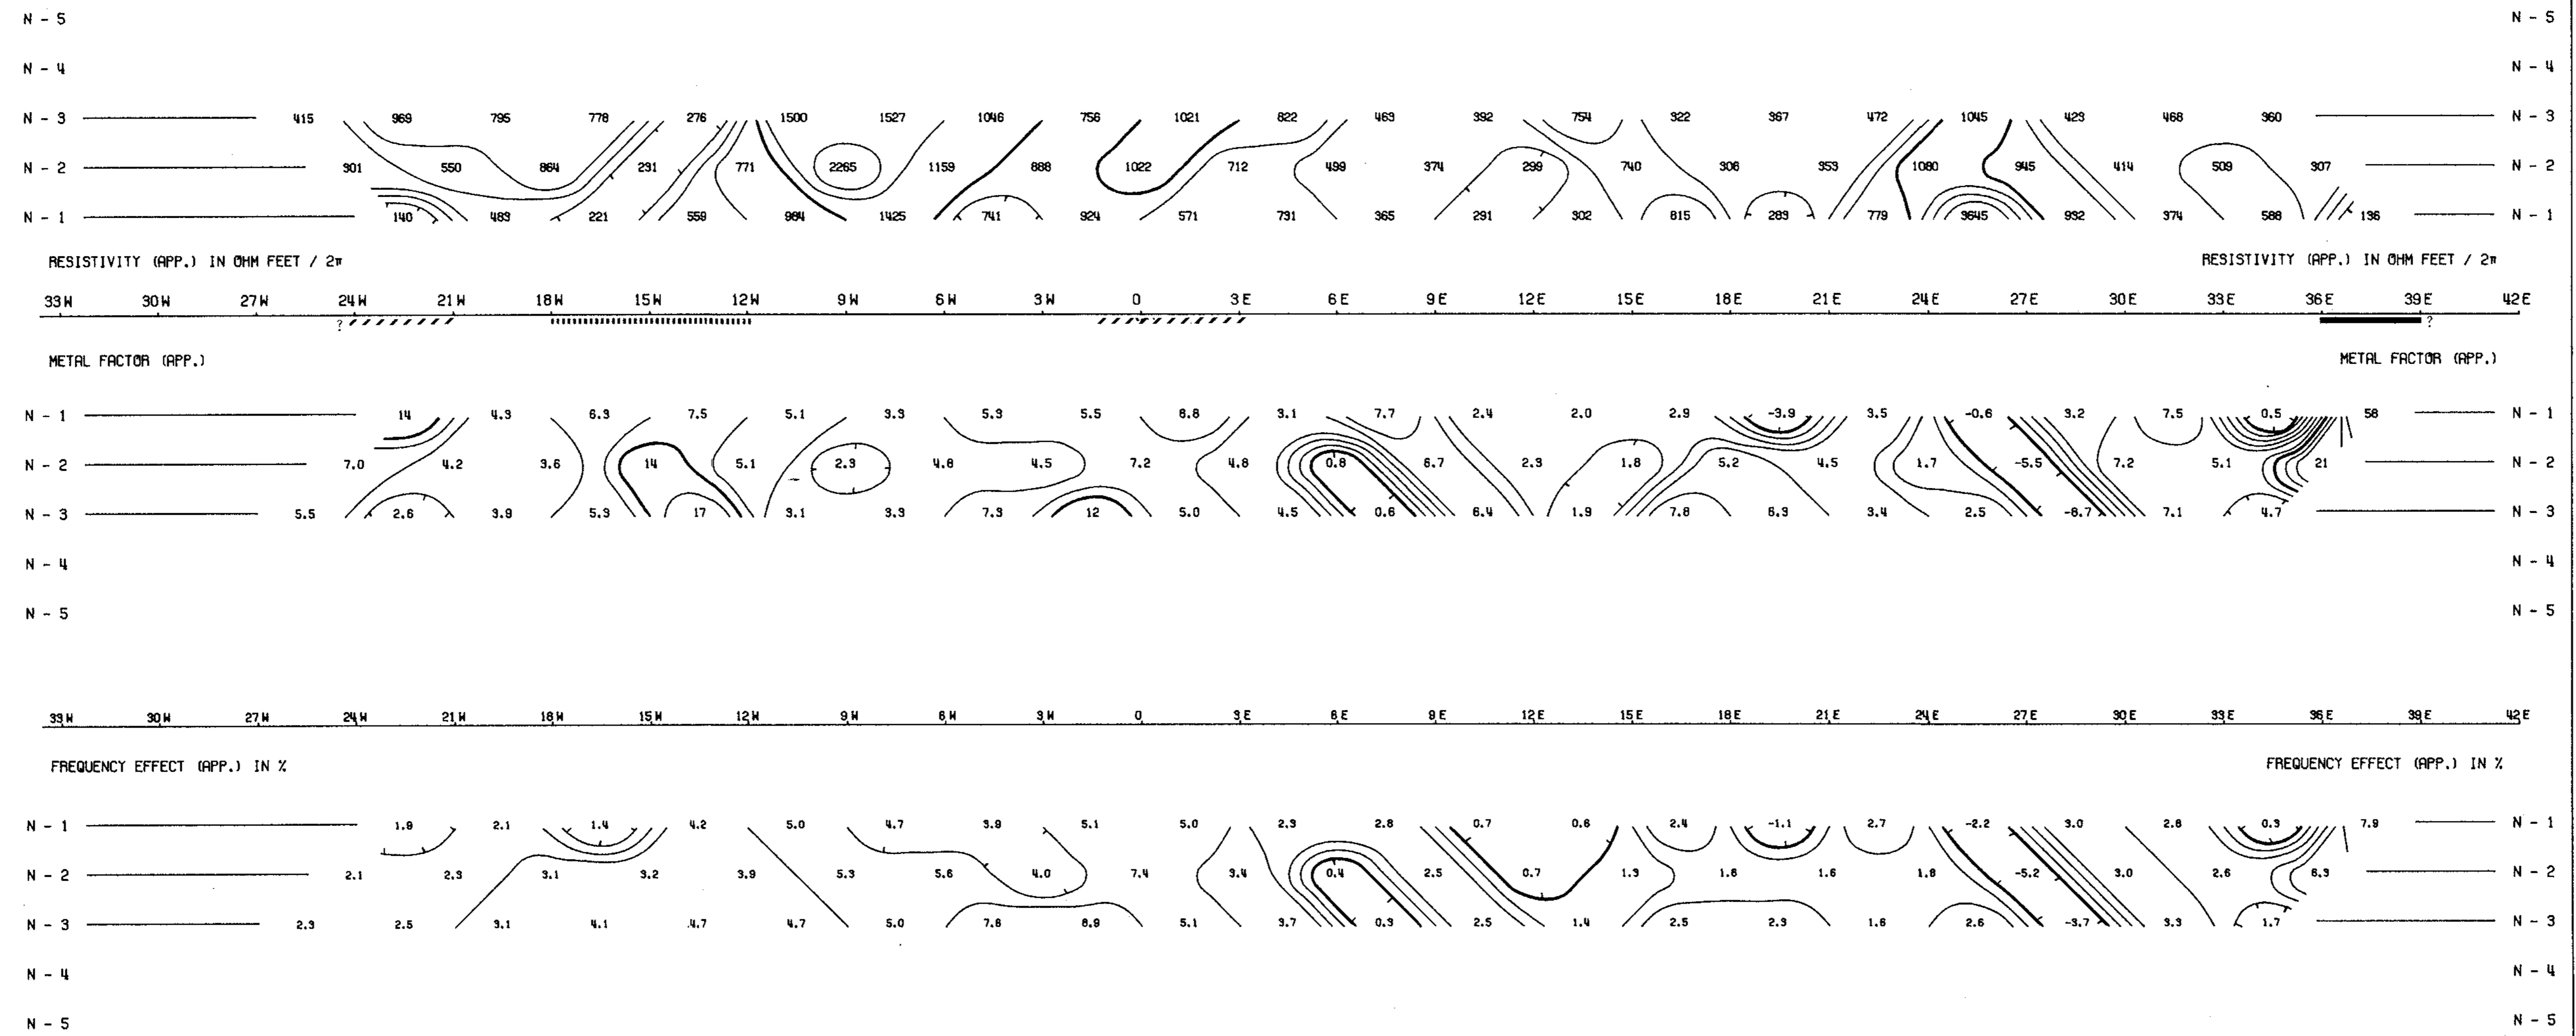 N - 5 N - 5
N - 4 N - 4
N - 3 415 969 795 778 276 1500 1527 1046 756 1021 822 463 392 754 322 367 472 1045 423 468 360 N - 3
N - 2 301 550 864 231 771 2265 1159 888 1022 712 499 374 299 740 306 353 1080 945 414 509 307 N - 2
N - 1 140 483 221 559 984 1425 741 924 571 731 365 291 302 815 283 779 3645 932 374 588 136 N - 1
RESISTIVITY (APP.) IN OHM FEET / 2π RESISTIVITY (APP.) IN OHM FEET / 2π
33W 30W 27W 24W 21W 18W 15W 12W 9W 6W 3W 0 3E 6E 9E 12E 15E 18E 21E 24E 27E 30E 33E 36E 39E 42E
? ?
METAL FACTOR (APP.) METAL FACTOR (APP.)
N - 1 14 4.3 6.3 7.5 5.1 3.3 5.3 5.5 8.8 3.1 7.7 2.4 2.0 2.9 -3.9 3.5 -0.6 3.2 7.5 0.5 58 N - 1
N - 2 7.0 4.2 3.6 14 5.1 2.3 4.8 4.5 7.2 4.8 0.8 6.7 2.3 1.8 5.2 4.5 1.7 -5.5 7.2 5.1 21 N - 2
N - 3 5.5 2.6 3.9 5.3 17 3.1 3.3 7.3 12 5.0 4.5 0.6 6.4 1.9 7.8 6.3 3.4 2.5 -8.7 7.1 4.7 N - 3
N - 4 N - 4
N - 5 N - 5
33W 30W 27W 24W 21W 18W 15W 12W 9W 6W 3W 0 3E 6E 9E 12E 15E 18E 21E 24E 27E 30E 33E 36E 39E 42E
FREQUENCY EFFECT (APP.) IN % FREQUENCY EFFECT (APP.) IN %
N - 1 1.9 2.1 1.4 4.2 5.0 4.7 3.9 5.1 5.0 2.3 2.8 0.7 0.6 2.4 -1.1 2.7 -2.2 3.0 2.8 0.3 7.9 N - 1
N - 2 2.1 2.3 3.1 3.2 3.9 5.3 5.6 4.0 7.4 3.4 0.4 2.5 0.7 1.3 1.6 1.6 1.8 -5.2 3.0 2.6 6.3 N - 2
N - 3 2.3 2.5 3.1 4.1 4.7 4.7 5.0 7.6 8.9 5.1 3.7 0.3 2.5 1.4 2.5 2.3 1.6 2.6 -3.7 3.3 1.7 N - 3
N - 4 N - 4
N - 5 N - 5